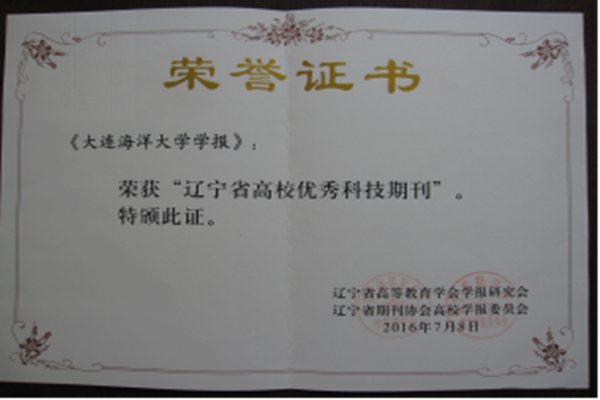 荣誉证书
《大连海洋大学学报》：
荣获“辽宁省高校优秀科技期刊”。
特颁此证。
辽宁省高等教育学会学报研究会
辽宁省期刊协会高校学报委员会
2016年7月8日